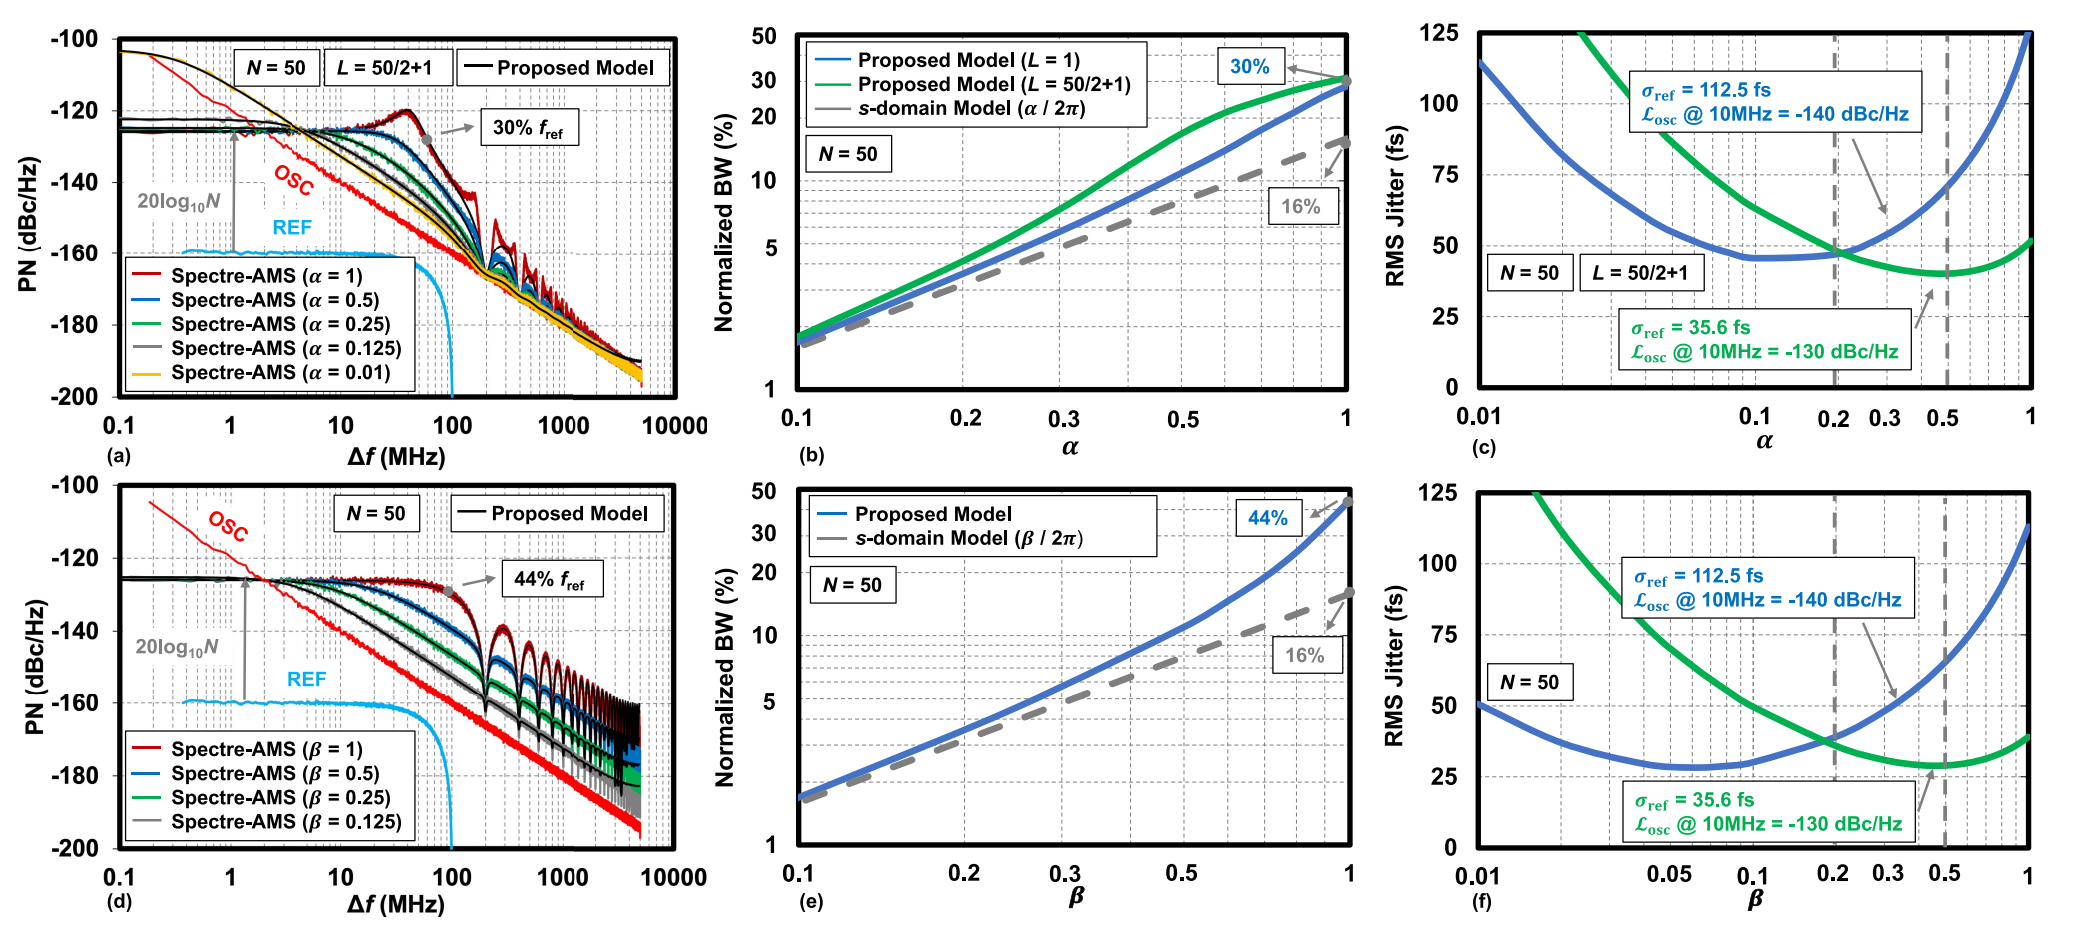 -100
-120
-140
-160
-180
-200
PN (dBc/Hz)
N = 50
L = 50/2+1
Proposed Model
30% fref
OSC
20log10N
REF
Spectre-AMS (α = 1)
Spectre-AMS (α = 0.5)
Spectre-AMS (α = 0.25)
Spectre-AMS (α = 0.125)
Spectre-AMS (α = 0.01)
0.1 1 10 100 1000 10000
(a)
Δf (MHz)
50
30
20
10
5
1
Normalized BW (%)
Proposed Model (L = 1)
Proposed Model (L = 50/2+1)
s-domain Model (α / 2π)
N = 50
30%
16%
0.1 0.2 0.3 0.5 1
(b)
α
125
100
75
50
25
0
RMS Jitter (fs)
σref = 112.5 fs
ℒosc @ 10MHz = -140 dBc/Hz
N = 50
L = 50/2+1
σref = 35.6 fs
ℒosc @ 10MHz = -130 dBc/Hz
0.01 0.1 0.2 0.3 0.5 1
(c)
α
-100
-120
-140
-160
-180
-200
PN (dBc/Hz)
OSC
N = 50
Proposed Model
44% fref
20log10N
REF
Spectre-AMS (β = 1)
Spectre-AMS (β = 0.5)
Spectre-AMS (β = 0.25)
Spectre-AMS (β = 0.125)
0.1 1 10 100 1000 10000
(d)
Δf (MHz)
50
30
20
10
5
1
Normalized BW (%)
Proposed Model
s-domain Model (β / 2π)
N = 50
44%
16%
0.1 0.2 0.3 0.5 1
(e)
β
125
100
75
50
25
0
RMS Jitter (fs)
σref = 112.5 fs
ℒosc @ 10MHz = -140 dBc/Hz
N = 50
σref = 35.6 fs
ℒosc @ 10MHz = -130 dBc/Hz
0.01 0.05 0.1 0.2 0.3 0.5 1
(f)
β